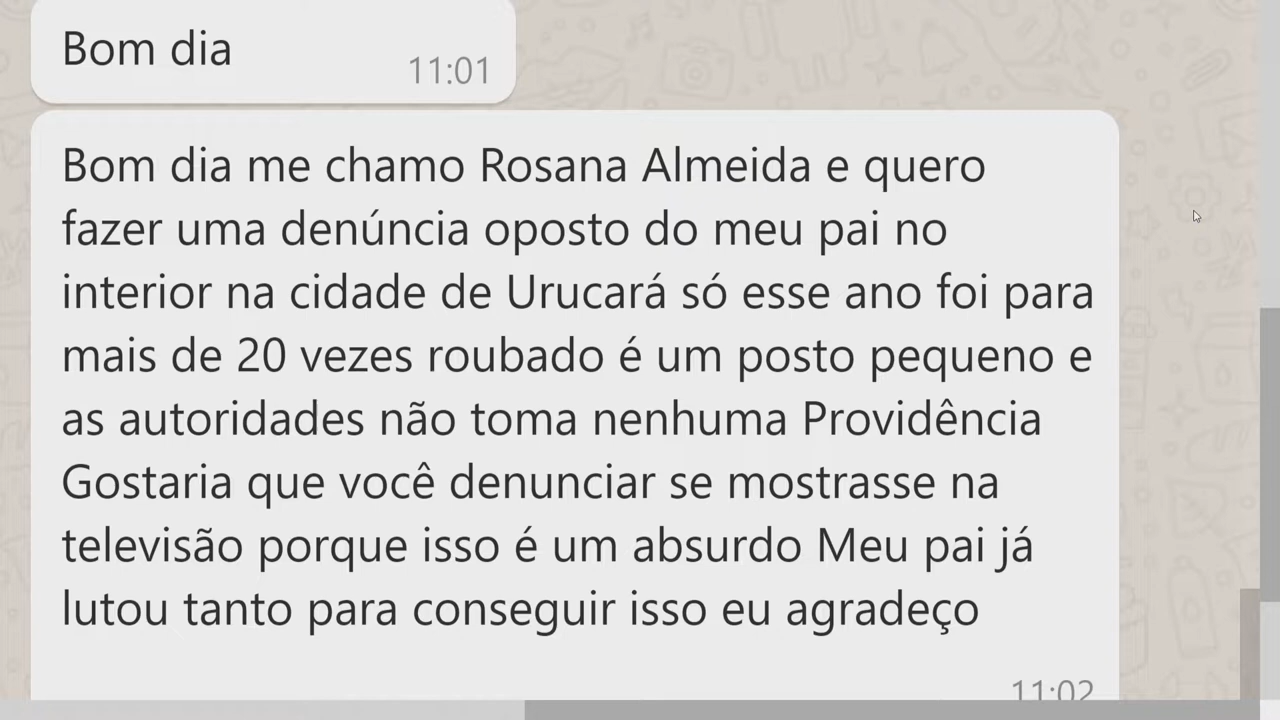 Bom dia
11:01
Bom dia me chamo Rosana Almeida e quero
fazer uma denúncia oposto do meu pai no
interior na cidade de Urucará só esse ano foi para
mais de 20 vezes roubado é um posto pequeno e
as autoridades não toma nenhuma Providência
Gostaria que você denunciar se mostrasse na
televisão porque isso é um absurdo Meu pai já
lutou tanto para conseguir isso eu agradeço
11:02